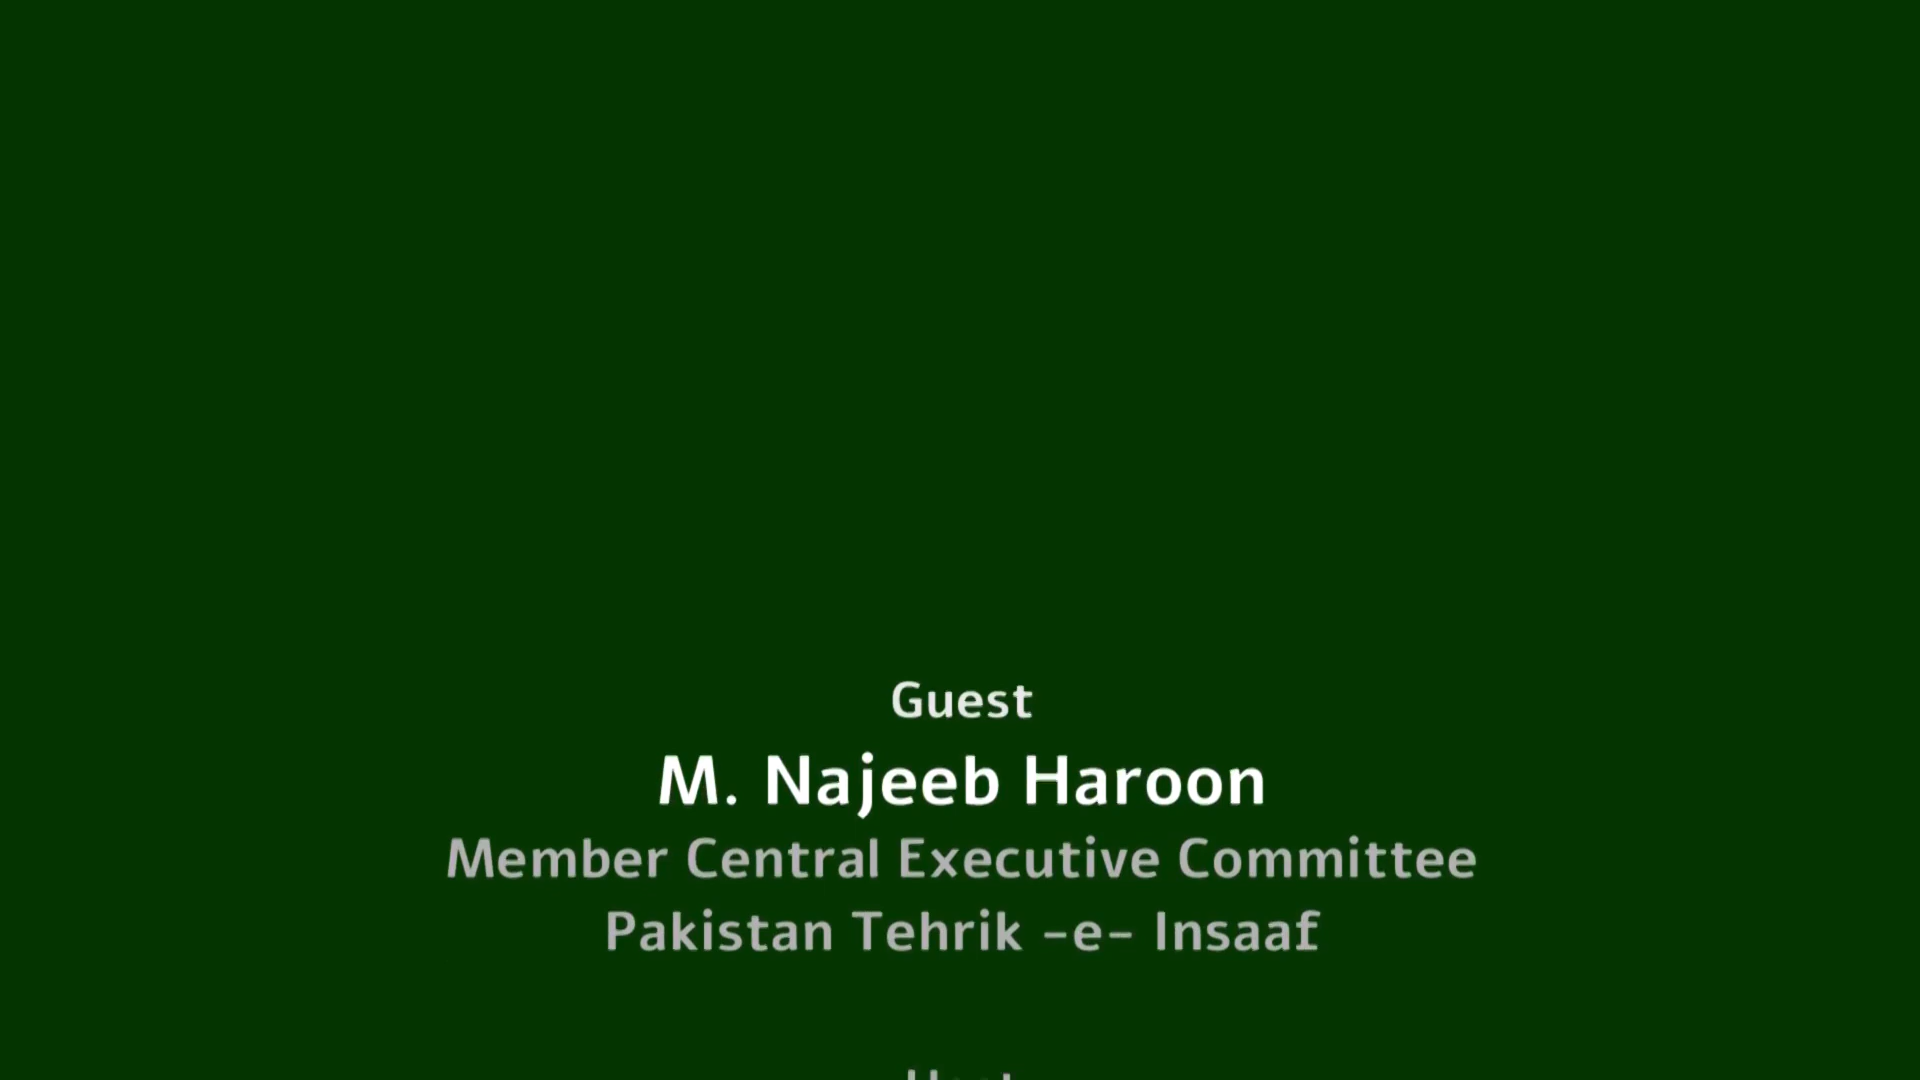 Guest
M. Najeeb Haroon
Member Central Executive Committee
Pakistan Tehrik -e- Insaaf